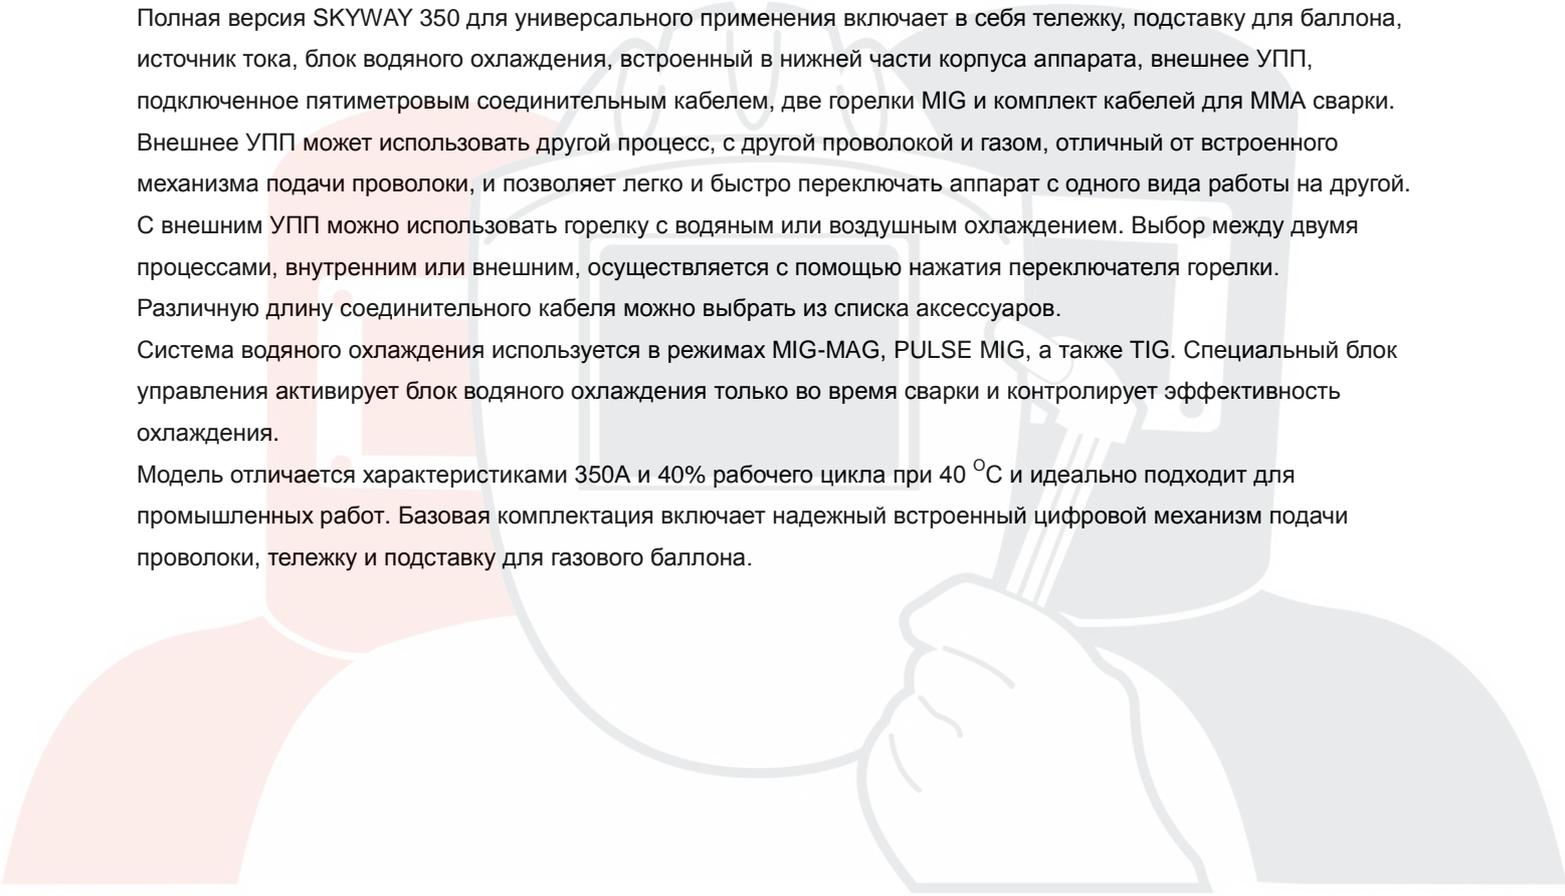 Полная версия SKYWAY 350 для универсального применения включает в себя тележку, подставку для баллона,
источник тока, блок водяного охлаждения, встроенный в нижней части корпуса аппарата, внешнее УПП,
подключенное пятиметровым соединительным кабелем, две горелки MIG и комплект кабелей для ММА сварки.
Внешнее УПП может использовать другой процесс, с другой проволокой и газом, отличный от встроенного
механизма подачи проволоки, и позволяет легко и быстро переключать аппарат с одного вида работы на другой.
С внешним УПП можно использовать горелку с водяным или воздушным охлаждением. Выбор между двумя
процессами, внутренним или внешним, осуществляется с помощью нажатия переключателя горелки.
Различную длину соединительного кабеля можно выбрать из списка аксессуаров.
Система водяного охлаждения используется в режимах MIG-MAG, PULSE MIG, а также TIG. Специальный блок
управления активирует блок водяного охлаждения только во время сварки и контролирует эффективность
охлаждения.
Модель отличается характеристиками 350А и 40% рабочего цикла при 40 ᴼС и идеально подходит для
промышленных работ. Базовая комплектация включает надежный встроенный цифровой механизм подачи
проволоки, тележку и подставку для газового баллона.